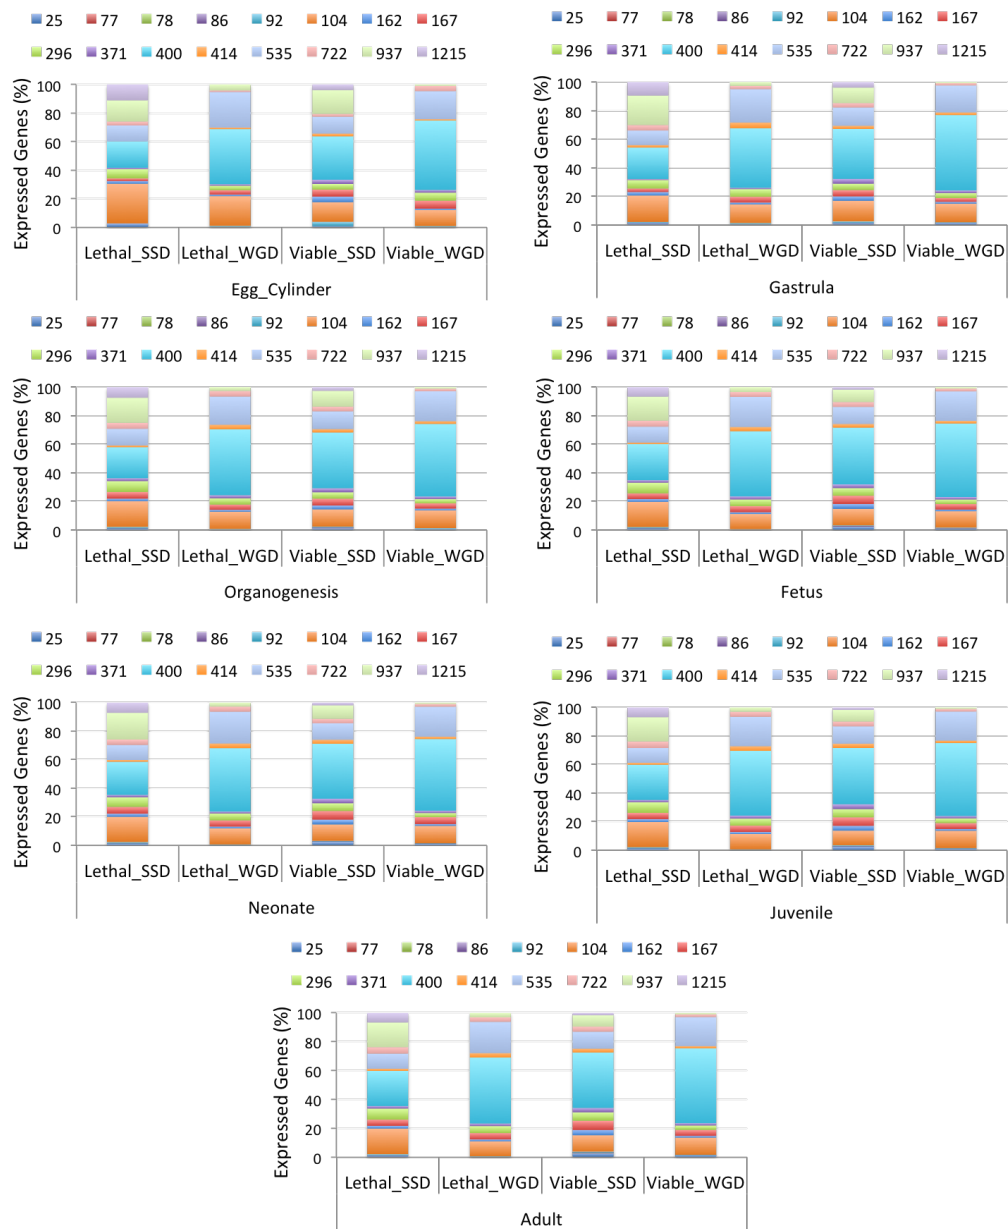 25 77 78 86 92 104 162 167
296 371 400 414 535 722 937 1215
Expressed Genes (%)
100
80
60
40
20
0
Lethal_SSD Lethal_WGD Viable_SSD Viable_WGD
Egg_Cylinder
25 77 78 86 92 104 162 167
296 371 400 414 535 722 937 1215
Expressed Genes (%)
100
80
60
40
20
0
Lethal_SSD Lethal_WGD Viable_SSD Viable_WGD
Gastrula
25 77 78 86 92 104 162 167
296 371 400 414 535 722 937 1215
Expressed Genes (%)
100
80
60
40
20
0
Lethal_SSD Lethal_WGD Viable_SSD Viable_WGD
Organogenesis
25 77 78 86 92 104 162 167
296 371 400 414 535 722 937 1215
Expressed Genes (%)
100
80
60
40
20
0
Lethal_SSD Lethal_WGD Viable_SSD Viable_WGD
Fetus
25 77 78 86 92 104 162 167
296 371 400 414 535 722 937 1215
Expressed Genes (%)
100
80
60
40
20
0
Lethal_SSD Lethal_WGD Viable_SSD Viable_WGD
Neonate
25 77 78 86 92 104 162 167
296 371 400 414 535 722 937 1215
Expressed Genes (%)
100
80
60
40
20
0
Lethal_SSD Lethal_WGD Viable_SSD Viable_WGD
Juvenile
25 77 78 86 92 104 162 167
296 371 400 414 535 722 937 1215
Expressed Genes (%)
100
80
60
40
20
0
Lethal_SSD Lethal_WGD Viable_SSD Viable_WGD
Adult